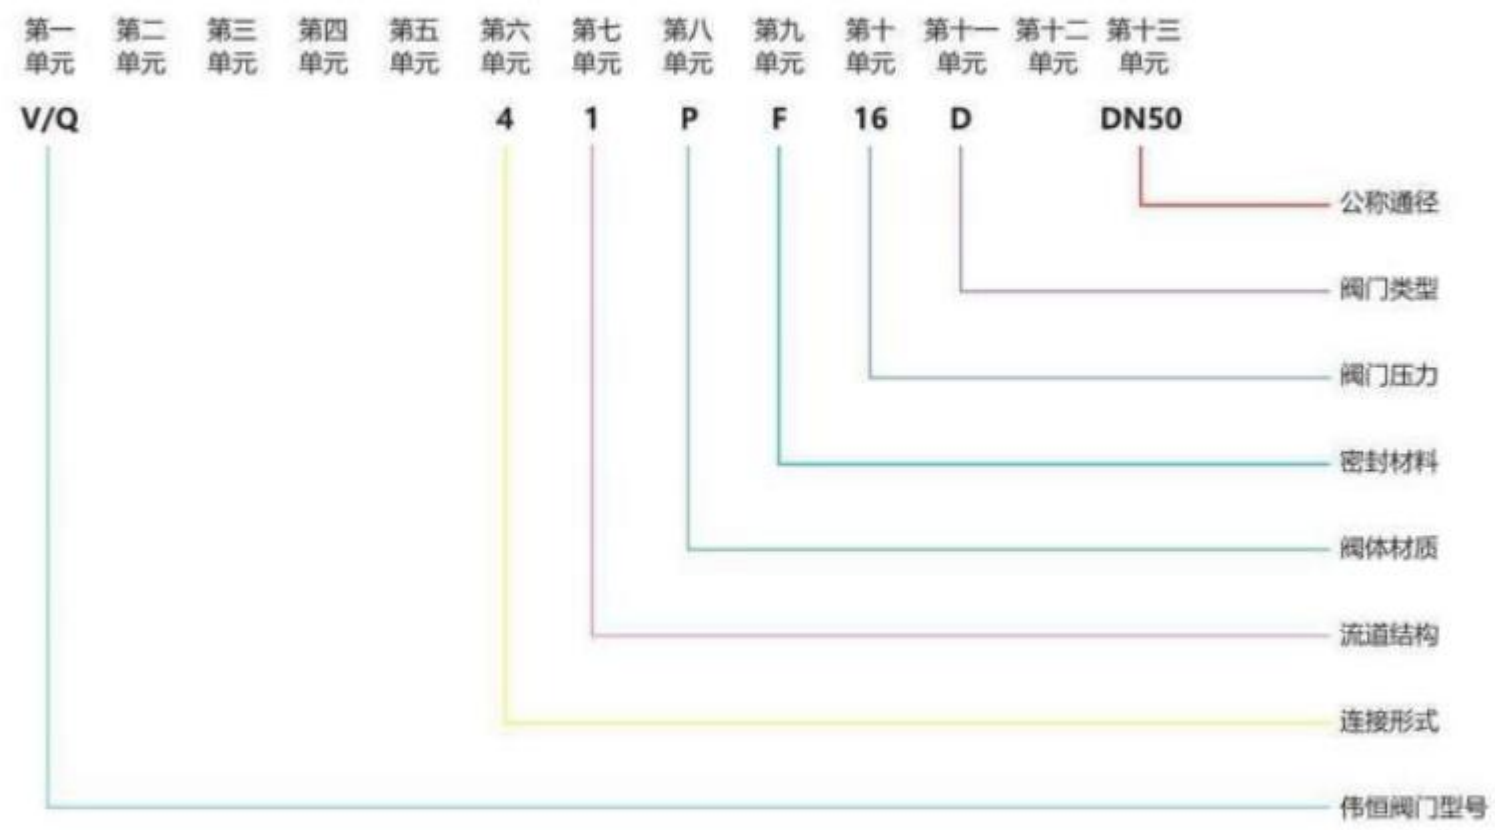 第一 第二 第三 第四 第五 第六 第七 第八 第九 第十 第十一 第十二 第十三
单元 单元 单元 单元 单元 单元 单元 单元 单元 单元 单元 单元 单元
V/Q 4 1 P F 16 D DN50
公称通径
阀门类型
阀门压力
密封材料
阀体材质
流道结构
连接形式
伟恒阀门型号